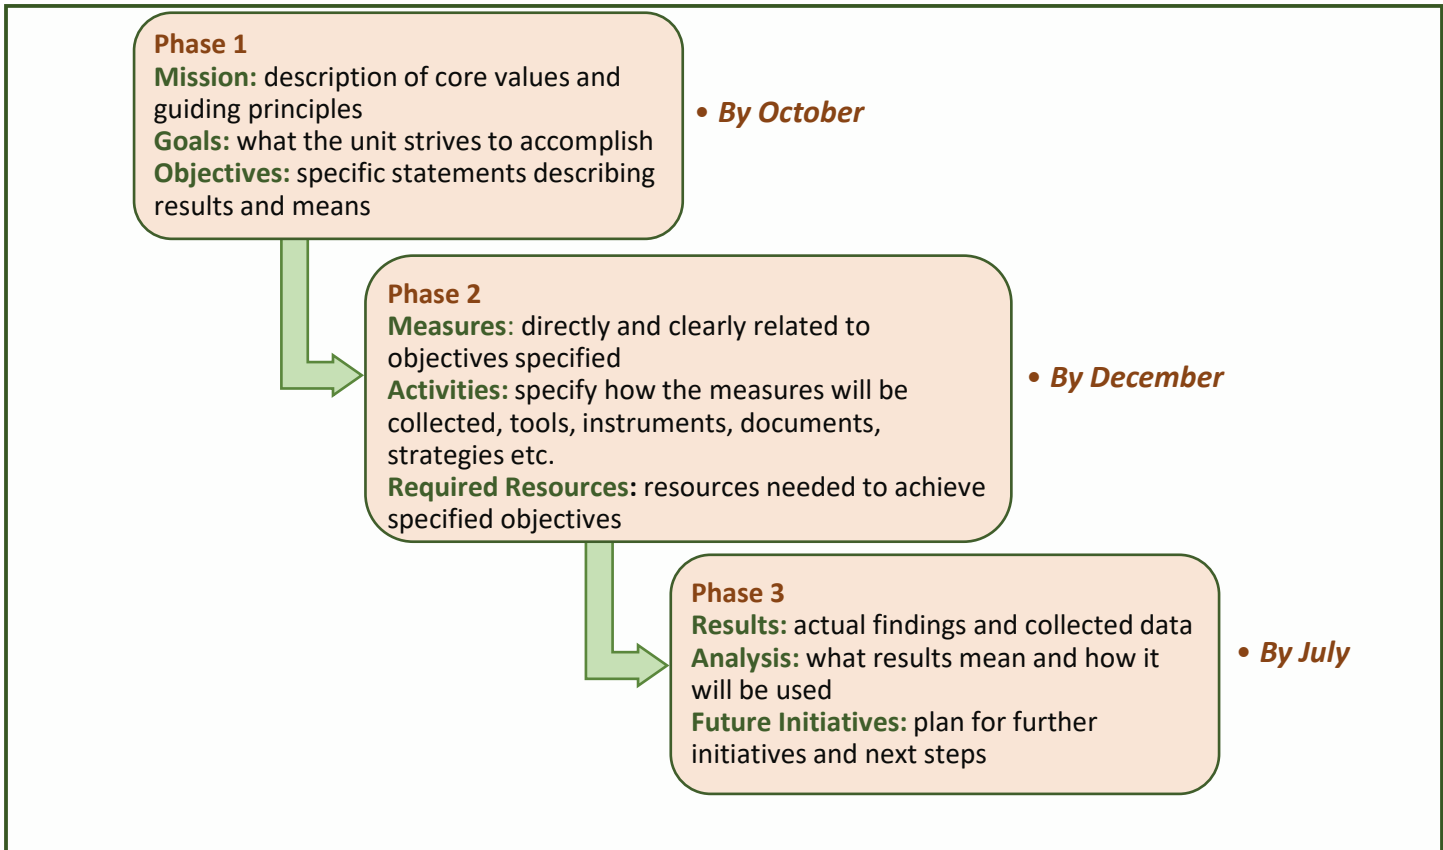 Phase 1
Mission: description of core values and
guiding principles
Goals: what the unit strives to accomplish
Objectives: specific statements describing
results and means
• By October
Phase 2
Measures: directly and clearly related to
objectives specified
Activities: specify how the measures will be
collected, tools, instruments, documents,
strategies etc.
Required Resources: resources needed to achieve
specified objectives
• By December
Phase 3
Results: actual findings and collected data
Analysis: what results mean and how it
will be used
Future Initiatives: plan for further
initiatives and next steps
• By July